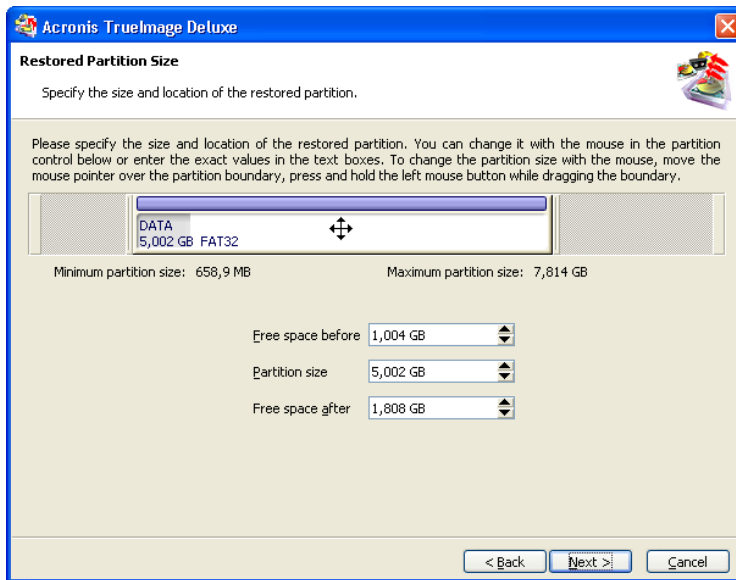 Acronis TrueImage Deluxe
Restored Partition Size
Specify the size and location of the restored partition.
Please specify the size and location of the restored partition. You can change it with the mouse in the partition
control below or enter the exact values in the text boxes. To change the partition size with the mouse, move the
mouse pointer over the partition boundary, press and hold the left mouse button while dragging the boundary.
DATA
5,002 GB FAT32
Minimum partition size: 658,9 MB Maximum partition size: 7,814 GB
Free space before 1,004 GB
Partition size 5,002 GB
Free space after 1,808 GB
< Back Next > Cancel